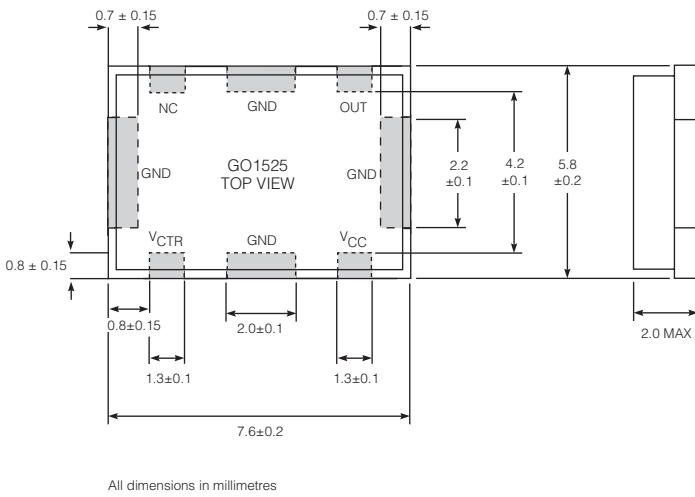 0.7 ± 0.15
0.7 ± 0.15
NC
GND
OUT
GND
GO1525
TOP VIEW
GND
2.2
±0.1
4.2
±0.1
5.8
±0.2
VCTR
GND
VCC
0.8 ± 0.15
0.8±0.15
2.0±0.1
2.0 MAX
1.3±0.1
1.3±0.1
7.6±0.2
All dimensions in millimetres